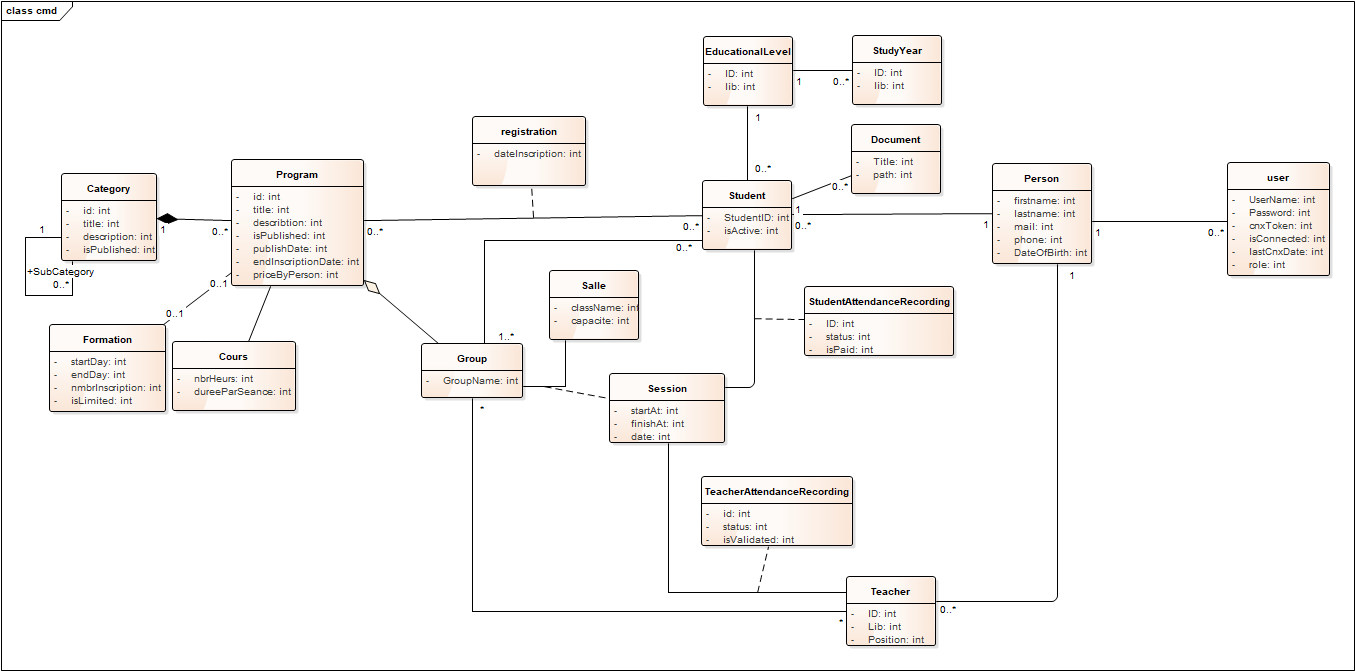 class cmd
EducationalLevel
- ID: int
- lib: int
1
0..*
StudyYear
- ID: int
- lib: int
1
0..*
registration
- dateInscription: int
Document
- Title: int
- path: int
0..*
Category
- id: int
- title: int
- description: int
- isPublished: int
1
1
+SubCategory
0..*
Program
- id: int
- title: int
- describtion: int
- isPublished: int
- publishDate: int
- endInscriptionDate: int
- priceByPerson: int
0..*
0..*
0..1
0..1
Student
- StudentID: int
- isActive: int
1
0..*
0..*
0..*
Person
- firstname: int
- lastname: int
- mail: int
- phone: int
- DateOfBirth: int
1
1
1
user
- UserName: int
- Password: int
- cnxToken: int
- isConnected: int
- lastCnxDate: int
- role: int
0..*
Salle
- className: int
- capacite: int
StudentAttendanceRecording
- ID: int
- status: int
- isPaid: int
Formation
- startDay: int
- endDay: int
- nmbrInscription: int
- isLimited: int
Cours
- nbrHeurs: int
- dureeParSeance: int
1..*
Group
- GroupName: int
*
Session
- startAt: int
- finishAt: int
- date: int
TeacherAttendanceRecording
- id: int
- status: int
- isValidated: int
Teacher
- ID: int
- Lib: int
- Position: int
0..*
*